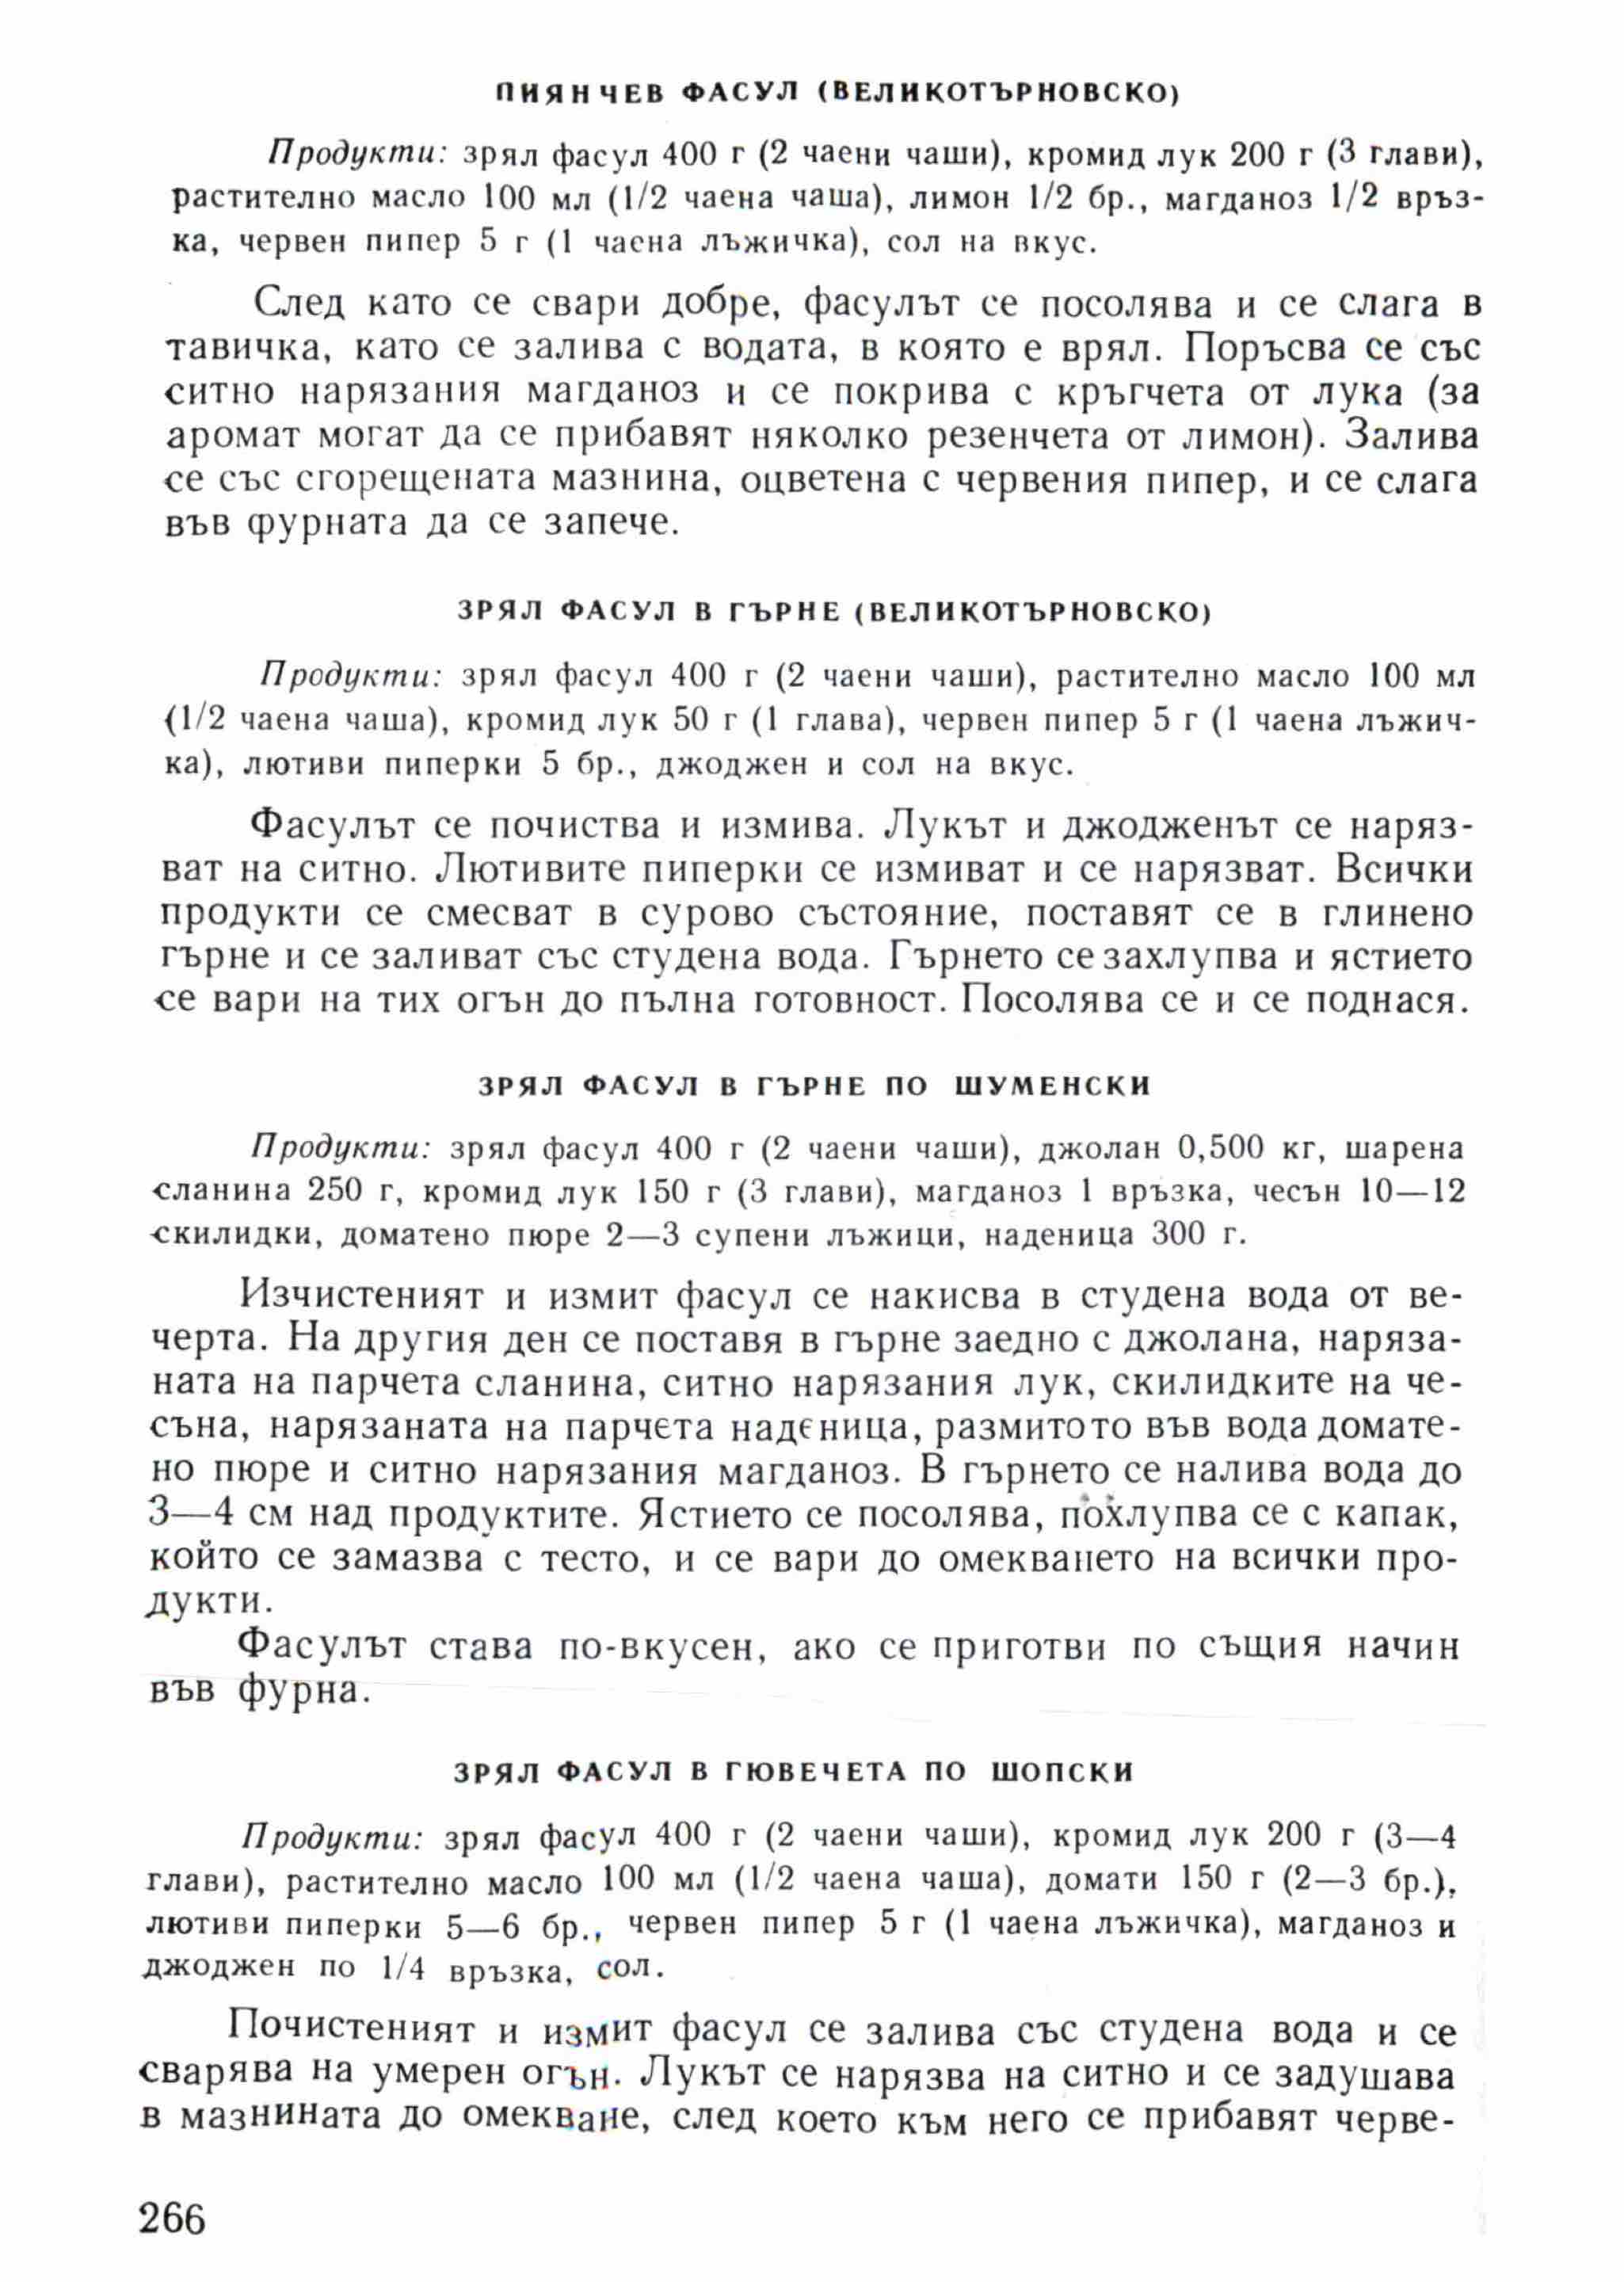 ПИЯНЧЕВ ФАСУЛ (ВЕЛИКОТЪРНОВСКО)
Продукти: зрял фасул 400 г (2 чаени чаши), кромид лук 200 г (3 глави),
растително масло 100 мл (1/2 чаена чаша), лимон 1/2 бр., магданоз 1/2 връз-
ка, червен пипер 5 г (1 чаена лъжичка), сол на вкус.
След като се свари добре, фасулът се посолява и се слага в
тавичка, като се залива с водата, в която е врял. Поръсва се със
ситно нарязания магданоз и се покрива с кръгчета от лука (за
аромат могат да се прибавят няколко резенчета от лимон). Залива
се със сгорещената мазнина, оцветена с червения пипер, и се слага
във фурната да се запече.
ЗРЯЛ ФАСУЛ В ГЪРНЕ (ВЕЛИКОТЪРНОВСКО)
Продукти: зрял фасул 400 г (2 чаени чаши), растително масло 100 мл
(1/2 чаена чаша), кромид лук 50 г (1 глава), червен пипер 5 г (1 чаена лъжич-
ка), лютиви пиперки 5 бр., джоджен и сол на вкус.
Фасулът се почиства и измива. Лукът и джодженът се наряз-
ват на ситно. Лютивите пиперки се измиват и се нарязват. Всички
продукти се смесват в сурово състояние, поставят се в глинено
гърне и се заливат със студена вода. Гърнето се захлупва и ястието
се вари на тих огън до пълна готовност. Посолява се и се поднася.
ЗРЯЛ ФАСУЛ В ГЪРНЕ ПО ШУМЕНСКИ
Продукти: зрял фасул 400 г (2 чаени чаши), джолан 0,500 кг, шарена
сланина 250 г, кромид лук 150 г (3 глави), магданоз 1 връзка, чесън 10—12
скилидки, доматено пюре 2—3 супени лъжици, наденица 300 г.
Изчистеният и измит фасул се накисва в студена вода от ве-
черта. На другия ден се поставя в гърне заедно с джолана, наряза-
ната на парчета сланина, ситно нарязания лук, скилидките на че-
съна, нарязаната на парчета наденица, размитото във вода домате-
но пюре и ситно нарязания магданоз. В гърнето се налива вода до
3—4 см над продуктите. Ястието се посолява, похлупва се с капак,
който се замазва с тесто, и се вари до омекването на всички про-
дукти.
Фасулът става по-вкусен, ако се приготви по същия начин
във фурна.
ЗРЯЛ ФАСУЛ В ГЮВЕЧЕТА ПО ШОПСКИ
Продукти: зрял фасул 400 г (2 чаени чаши), кромид лук 200 г (3—4
глави), растително масло 100 мл (1/2 чаена чаша), домати 150 г (2—3 бр.),
лютиви пиперки 5—6 бр., червен пипер 5 г (1 чаена лъжичка), магданоз и
джоджен по 1/4 връзка, сол.
Почистеният и измит фасул се залива със студена вода и се
сварява на умерен огън. Лукът се нарязва на ситно и се задушава
в мазнината до омекване, след което към него се прибавят черве-
266